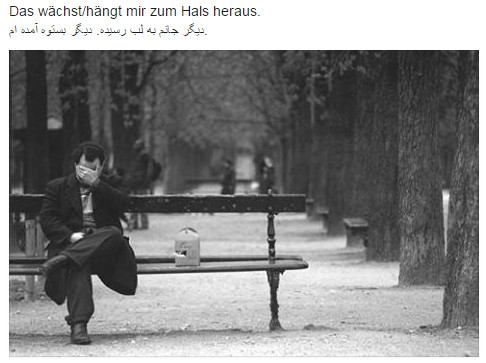 Das wächst/hängt mir zum Hals heraus.
دیگر جانم به لب رسیده. دیگر بستوه آمده ام.